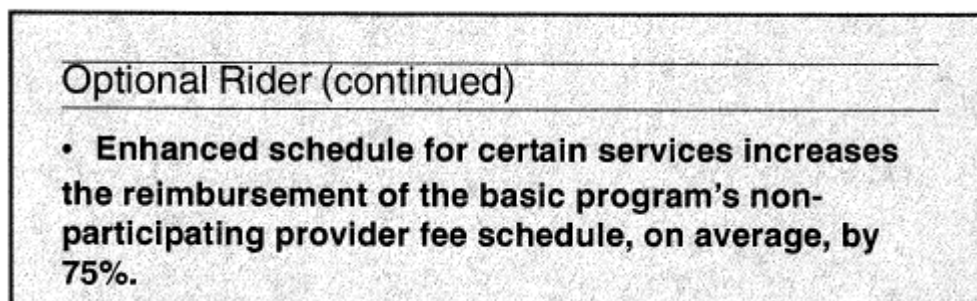 Optional Rider (continued)
• Enhanced schedule for certain services increases
the reimbursement of the basic program's non-
participating provider fee schedule, on average, by
75%.